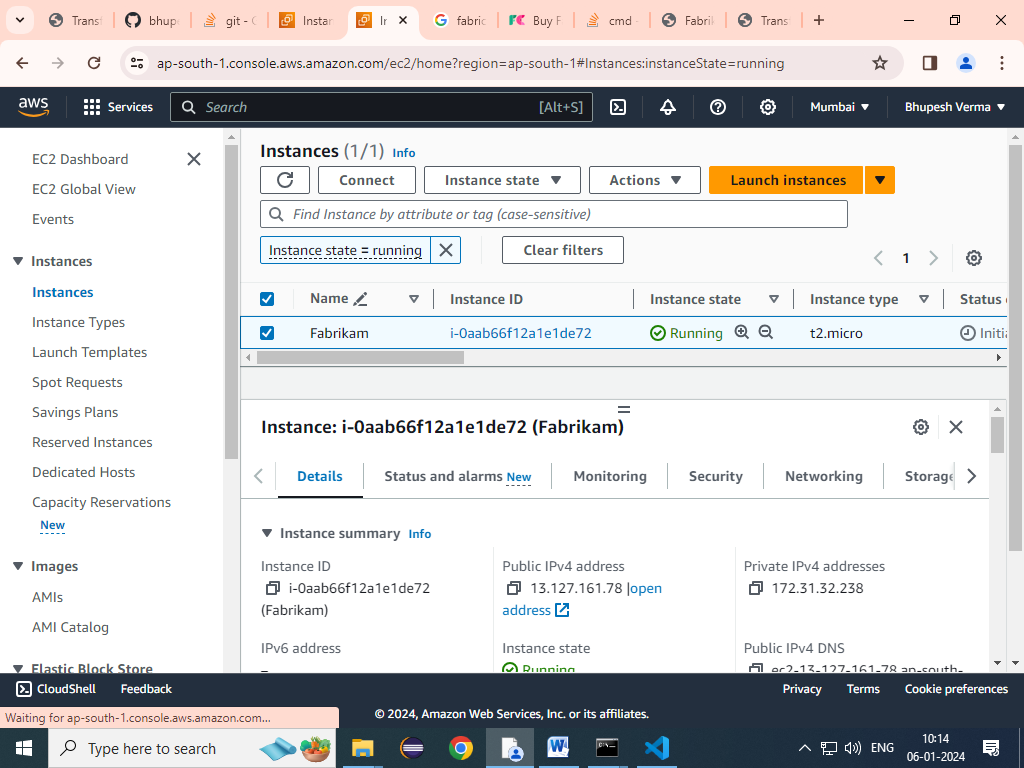 Trans
bhupe
git - C
Instan
In
fabric
Buy F
cmd -
Fabrik
Trans
ap-south-1.console.aws.amazon.com/ec2/home?region=ap-south-1#Instances:instanceState=running
aws
Services
Search
[Alt+S]
Mumbai
Bhupesh Verma
EC2 Dashboard
EC2 Global View
Events
Instances
Instances
Instance Types
Launch Templates
Spot Requests
Savings Plans
Reserved Instances
Dedicated Hosts
Capacity Reservations
New
Images
AMIs
AMI Catalog
Elastic Block Store
Instances (1/1) Info
Connect
Instance state
Actions
Launch instances
Find Instance by attribute or tag (case-sensitive)
Instance state = running
Clear filters
1
Name
Instance ID
Instance state
Instance type
Status
Fabrikam
i-0aab66f12a1e1de72
Running
t2.micro
Initia
Instance: i-0aab66f12a1e1de72 (Fabrikam)
Details
Status and alarms New
Monitoring
Security
Networking
Storage
Instance summary Info
Instance ID
i-0aab66f12a1e1de72
(Fabrikam)
Public IPv4 address
13.127.161.78 |open
address
Private IPv4 addresses
172.31.32.238
IPv6 address
–
Instance state
Running
Public IPv4 DNS
ec2-13-127-161-78.ap-south-
CloudShell
Feedback
Privacy
Terms
Cookie preferences
Waiting for ap-south-1.console.aws.amazon.com...
© 2024, Amazon Web Services, Inc. or its affiliates.
Type here to search
ENG
10:14
06-01-2024